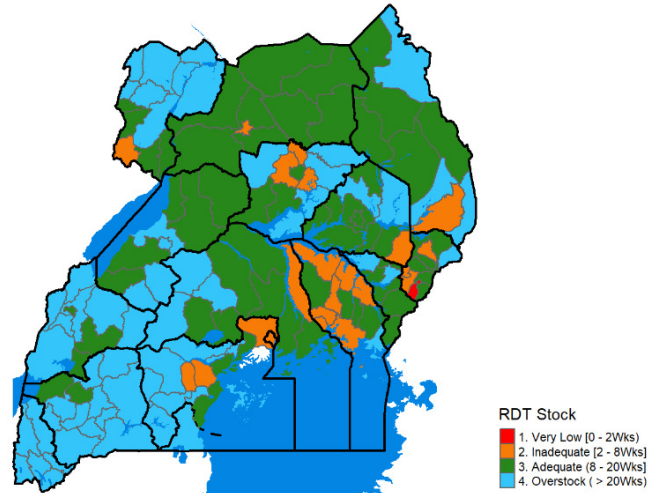 RDT Stock
1. Very Low [0 - 2Wks)
2. Inadequate [2 - 8Wks]
3. Adequate (8 - 20Wks]
4. Overstock ( > 20Wks)